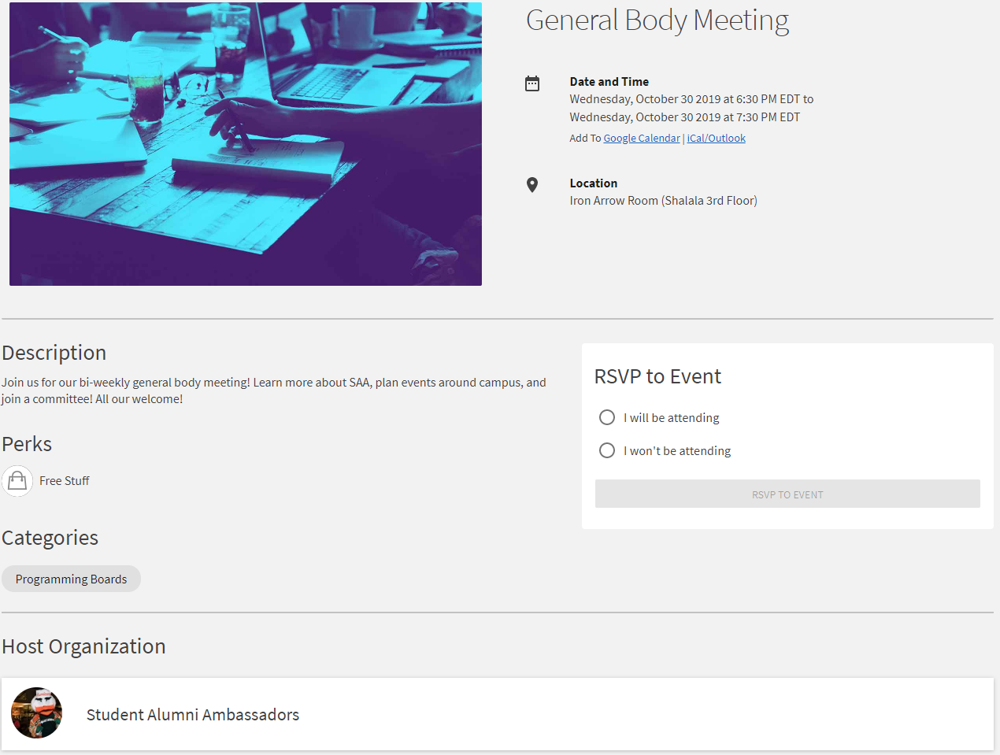 General Body Meeting
Date and Time
Wednesday, October 30 2019 at 6:30 PM EDT to
Wednesday, October 30 2019 at 7:30 PM EDT
Add To Google Calendar | iCal/Outlook
Location
Iron Arrow Room (Shalala 3rd Floor)
Description
Join us for our bi-weekly general body meeting! Learn more about SAA, plan events around campus, and
join a committee! All our welcome!
Perks
Free Stuff
Categories
Programming Boards
RSVP to Event
I will be attending
I won't be attending
RSVP TO EVENT
Host Organization
Student Alumni Ambassadors